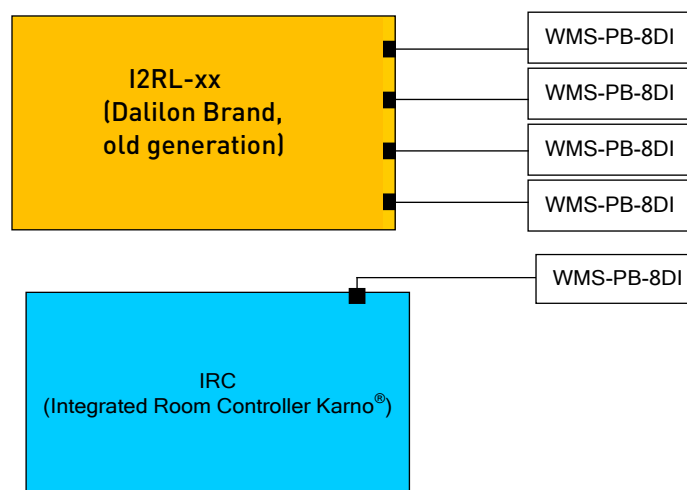 I2RL-xx
(Dalilon Brand,
old generation)
WMS-PB-8DI
WMS-PB-8DI
WMS-PB-8DI
WMS-PB-8DI
WMS-PB-8DI
IRC
(Integrated Room Controller Karno®)